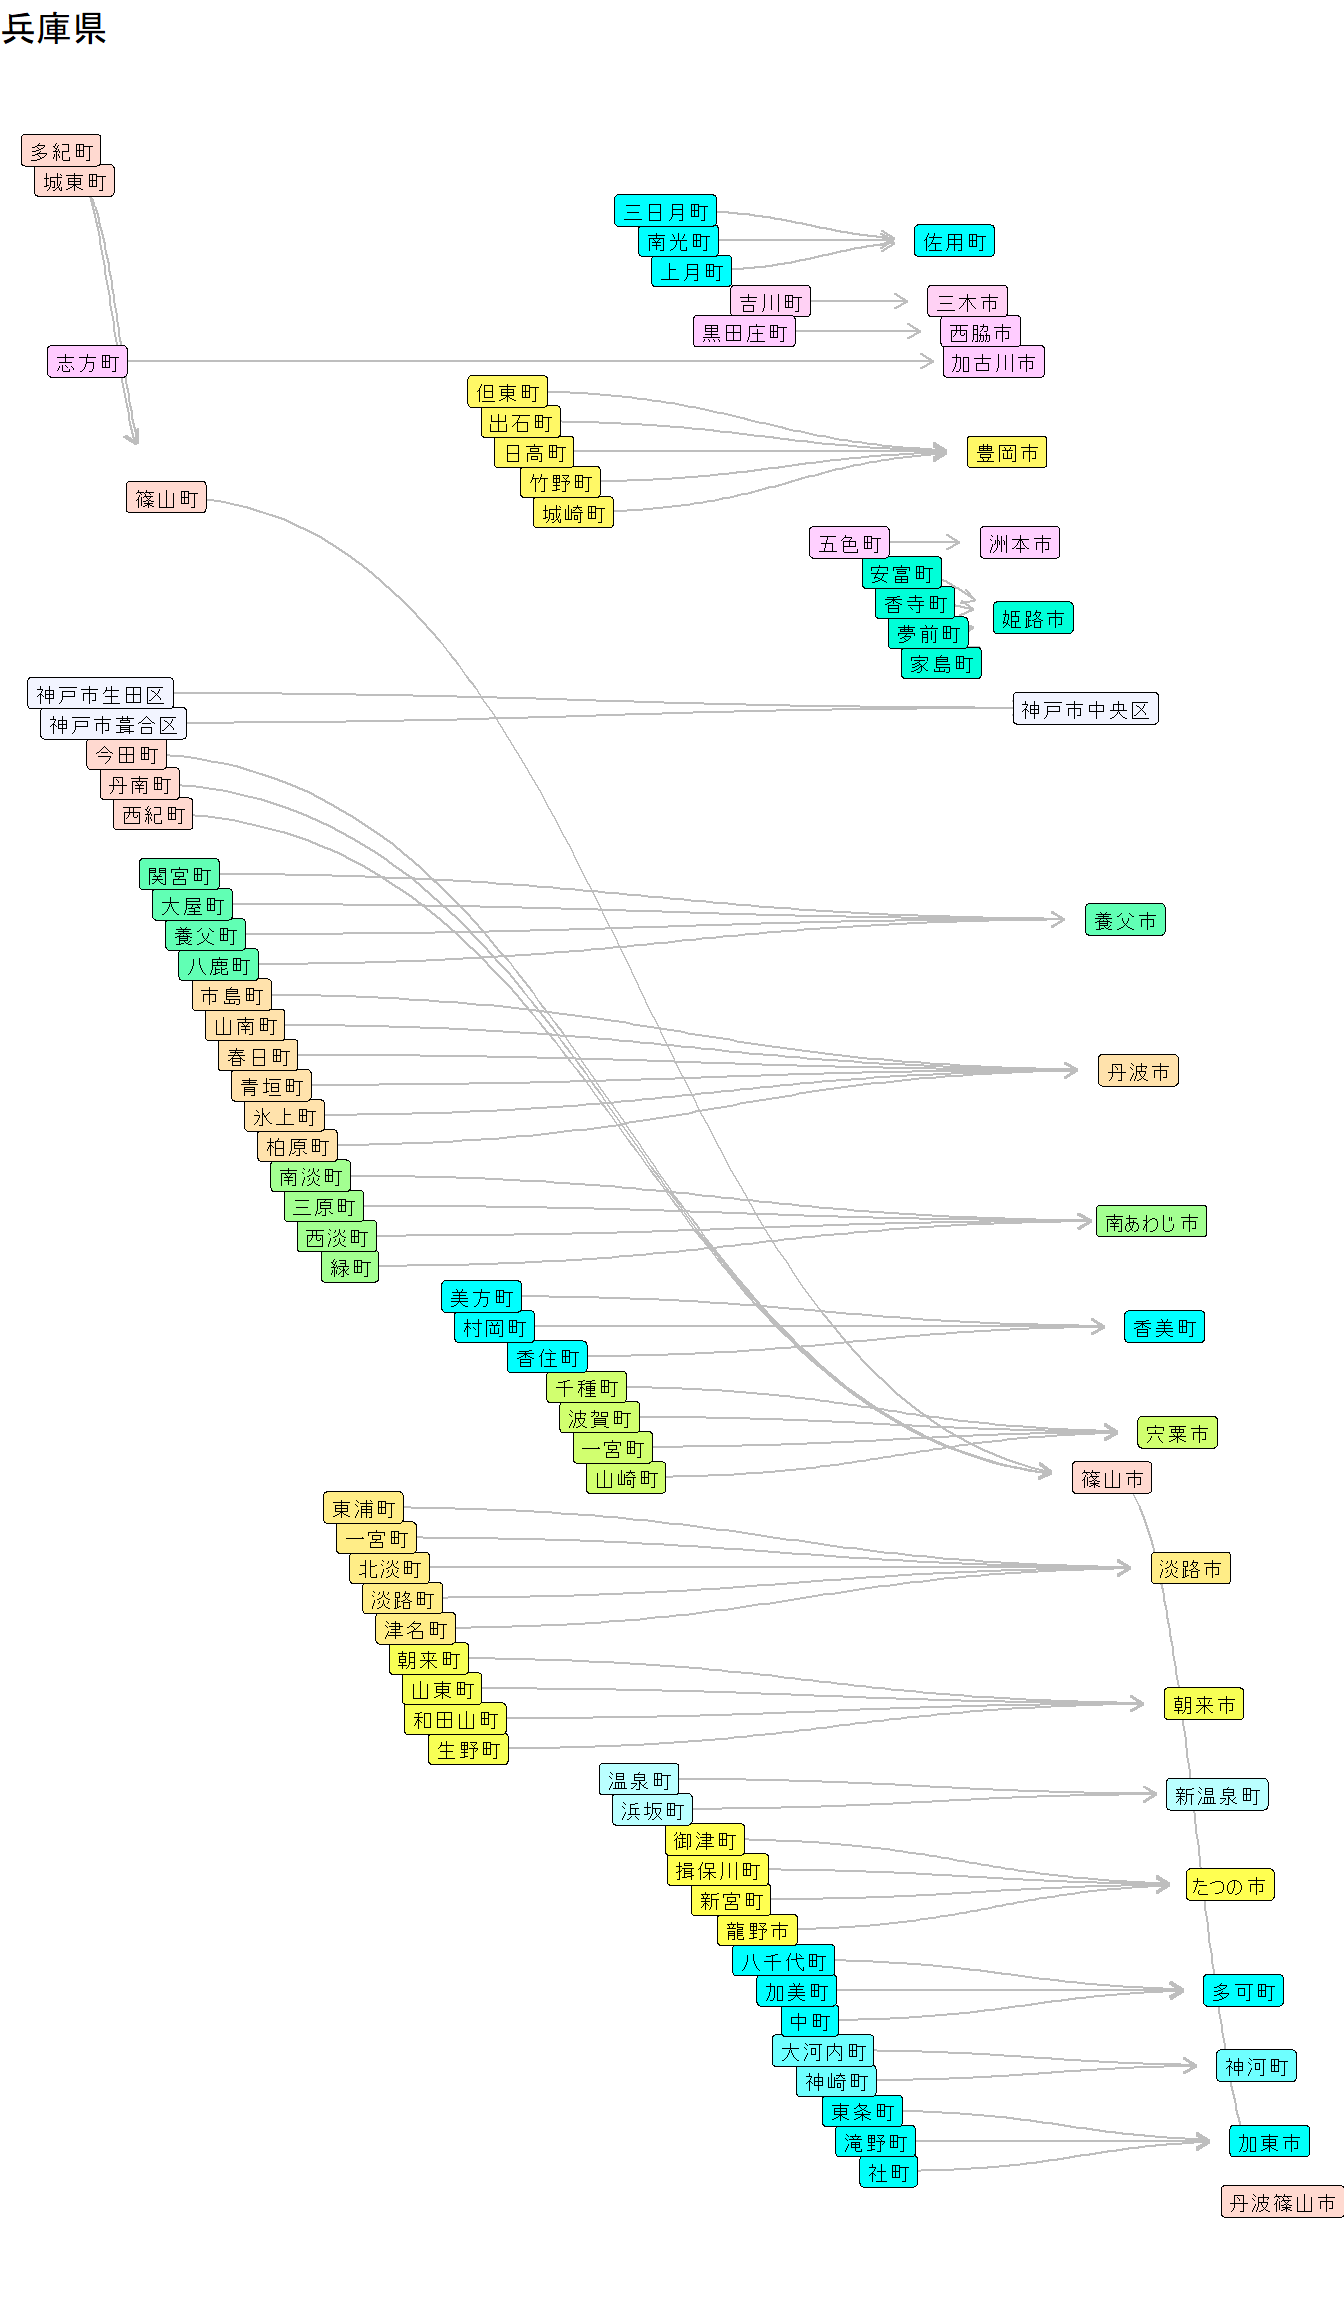 兵庫県
多紀町
城東町
三日月町
南光町
佐用町
上月町
吉川町
三木市
黒田庄町
西脇市
志方町
加古川市
但東町
出石町
日高町
豊岡市
竹野町
篠山町
城崎町
五色町
洲本市
安富町
香寺町
姫路市
夢前町
家島町
神戸市生田区
神戸市中央区
神戸市葺合区
今田町
丹南町
西紀町
関宮町
大屋町
養父市
養父町
八鹿町
市島町
山南町
春日町
丹波市
青垣町
氷上町
柏原町
南淡町
三原町
南あわじ市
西淡町
緑町
美方町
村岡町
香美町
香住町
千種町
波賀町
宍粟市
一宮町
山崎町
篠山市
東浦町
一宮町
北淡町
淡路市
淡路町
津名町
朝来町
山東町
朝来市
和田山町
生野町
温泉町
新温泉町
浜坂町
御津町
揖保川町
たつの市
新宮町
龍野市
八千代町
加美町
多可町
中町
大河内町
神河町
神崎町
東条町
滝野町
加東市
社町
丹波篠山市